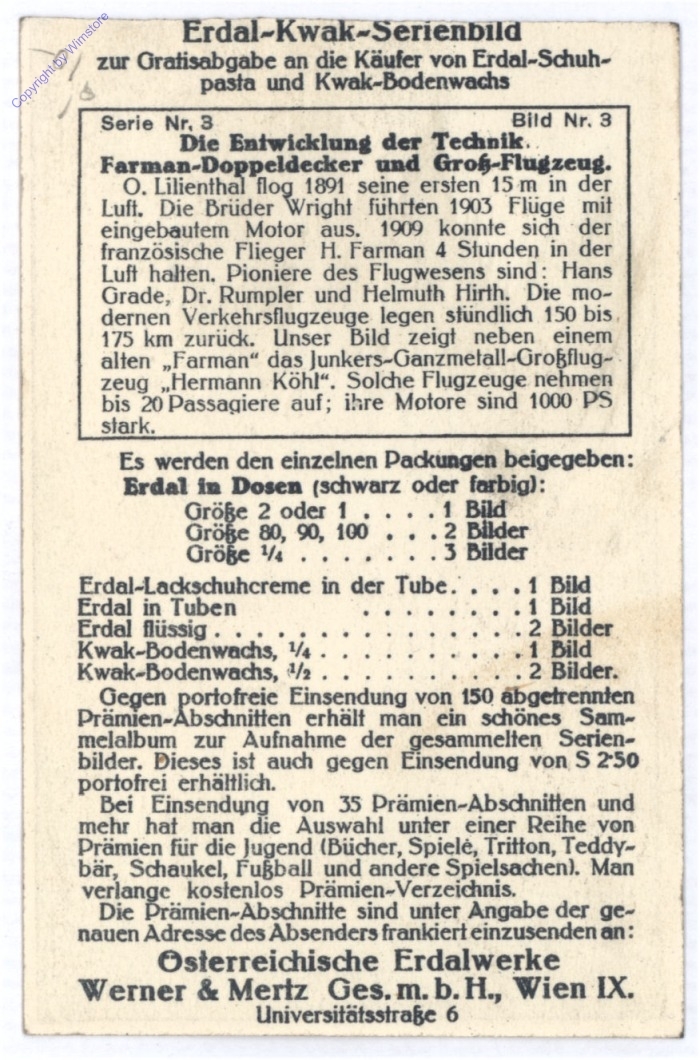 Copyright by Wimstore
Erdal-Kwak-Serienbild
zur Gratisabgabe an die Käufer von Erdal-Schuh-
pasta und Kwak-Bodenwachs
Serie Nr. 3 Bild Nr. 3
Die Entwicklung der Technik.
Farman-Doppeldecker und Groß-Flugzeug.
O. Lilienthal flog 1891 seine ersten 15 m in der
Luft. Die Brüder Wright führten 1903 Flüge mit
eingebautem Motor aus. 1909 konnte sich der
französische Flieger H. Farman 4 Stunden in der
Luft halten. Pioniere des Flugwesens sind: Hans
Grade, Dr. Rumpler und Helmuth Hirth. Die mo-
dernen Verkehrsflugzeuge legen stündlich 150 bis
175 km zurück. Unser Bild zeigt neben einem
alten „Farman“ das Junkers-Ganzmetall-Großflug-
zeug „Hermann Köhl“. Solche Flugzeuge nehmen
bis 20 Passagiere auf; ihre Motore sind 1000 PS
stark.
Es werden den einzelnen Packungen beigegeben:
Erdal in Dosen (schwarz oder farbig):
Größe 2 oder 1 . . . . 1 Bild
Größe 80, 90, 100 . . . 2 Bilder
Größe 1/4 . . . . . . . 3 Bilder
Erdal-Lackschuhcreme in der Tube. . . . 1 Bild
Erdal in Tuben . . . . . . . . 1 Bild
Erdal flüssig . . . . . . . . . . . . . . . 2 Bilder
Kwak-Bodenwachs, 1/4 . . . . . . . . . . 1 Bild
Kwak-Bodenwachs, 1/2 . . . . . . . . . . 2 Bilder.
Gegen portofreie Einsendung von 150 abgetrennten
Prämien-Abschnitten erhält man ein schönes Sam-
melalbum zur Aufnahme der gesammelten Serien-
bilder. Dieses ist auch gegen Einsendung von S 2·50
portofrei erhältlich.
Bei Einsendung von 35 Prämien-Abschnitten und
mehr hat man die Auswahl unter einer Reihe von
Prämien für die Jugend (Bücher, Spiele, Tritton, Teddy-
bär, Schaukel, Fußball und andere Spielsachen). Man
verlange kostenlos Prämien-Verzeichnis.
Die Prämien-Abschnitte sind unter Angabe der ge-
nauen Adresse des Absenders frankiert einzusenden an:
Österreichische Erdalwerke
Werner & Mertz Ges. m. b. H., Wien IX.
Universitätsstraße 6